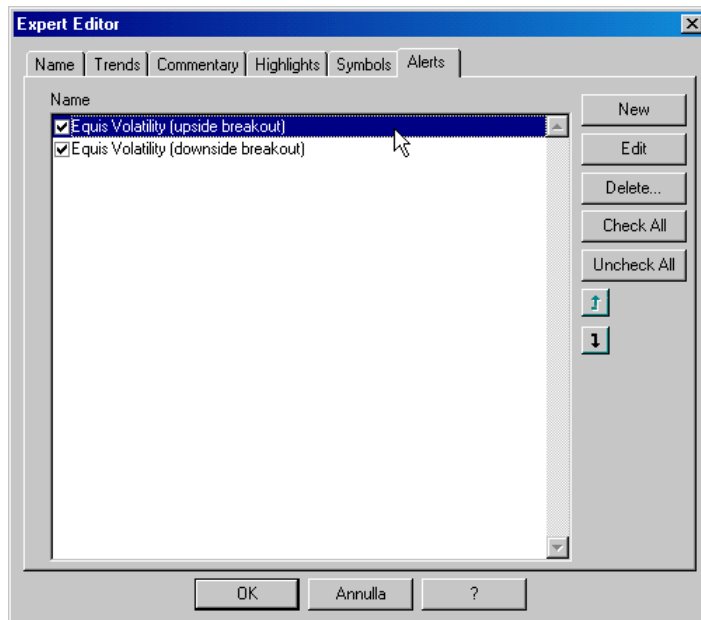 Expert Editor
Name Trends Commentary Highlights Symbols Alerts
Name
Equis Volatility (upside breakout)
Equis Volatility (downside breakout)
New
Edit
Delete...
Check All
Uncheck All
OK Annulla ?